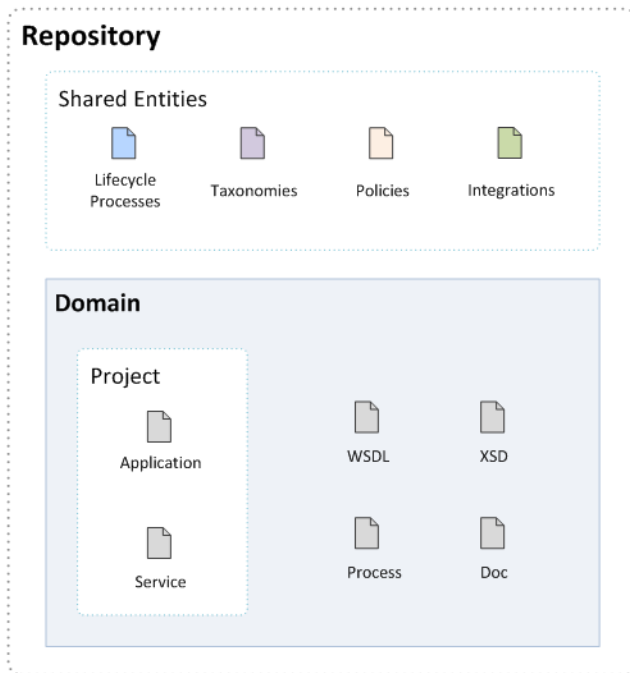 Repository
Shared Entities
Lifecycle
Processes
Taxonomies
Policies
Integrations
Domain
Project
Application
WSDL
XSD
Service
Process
Doc